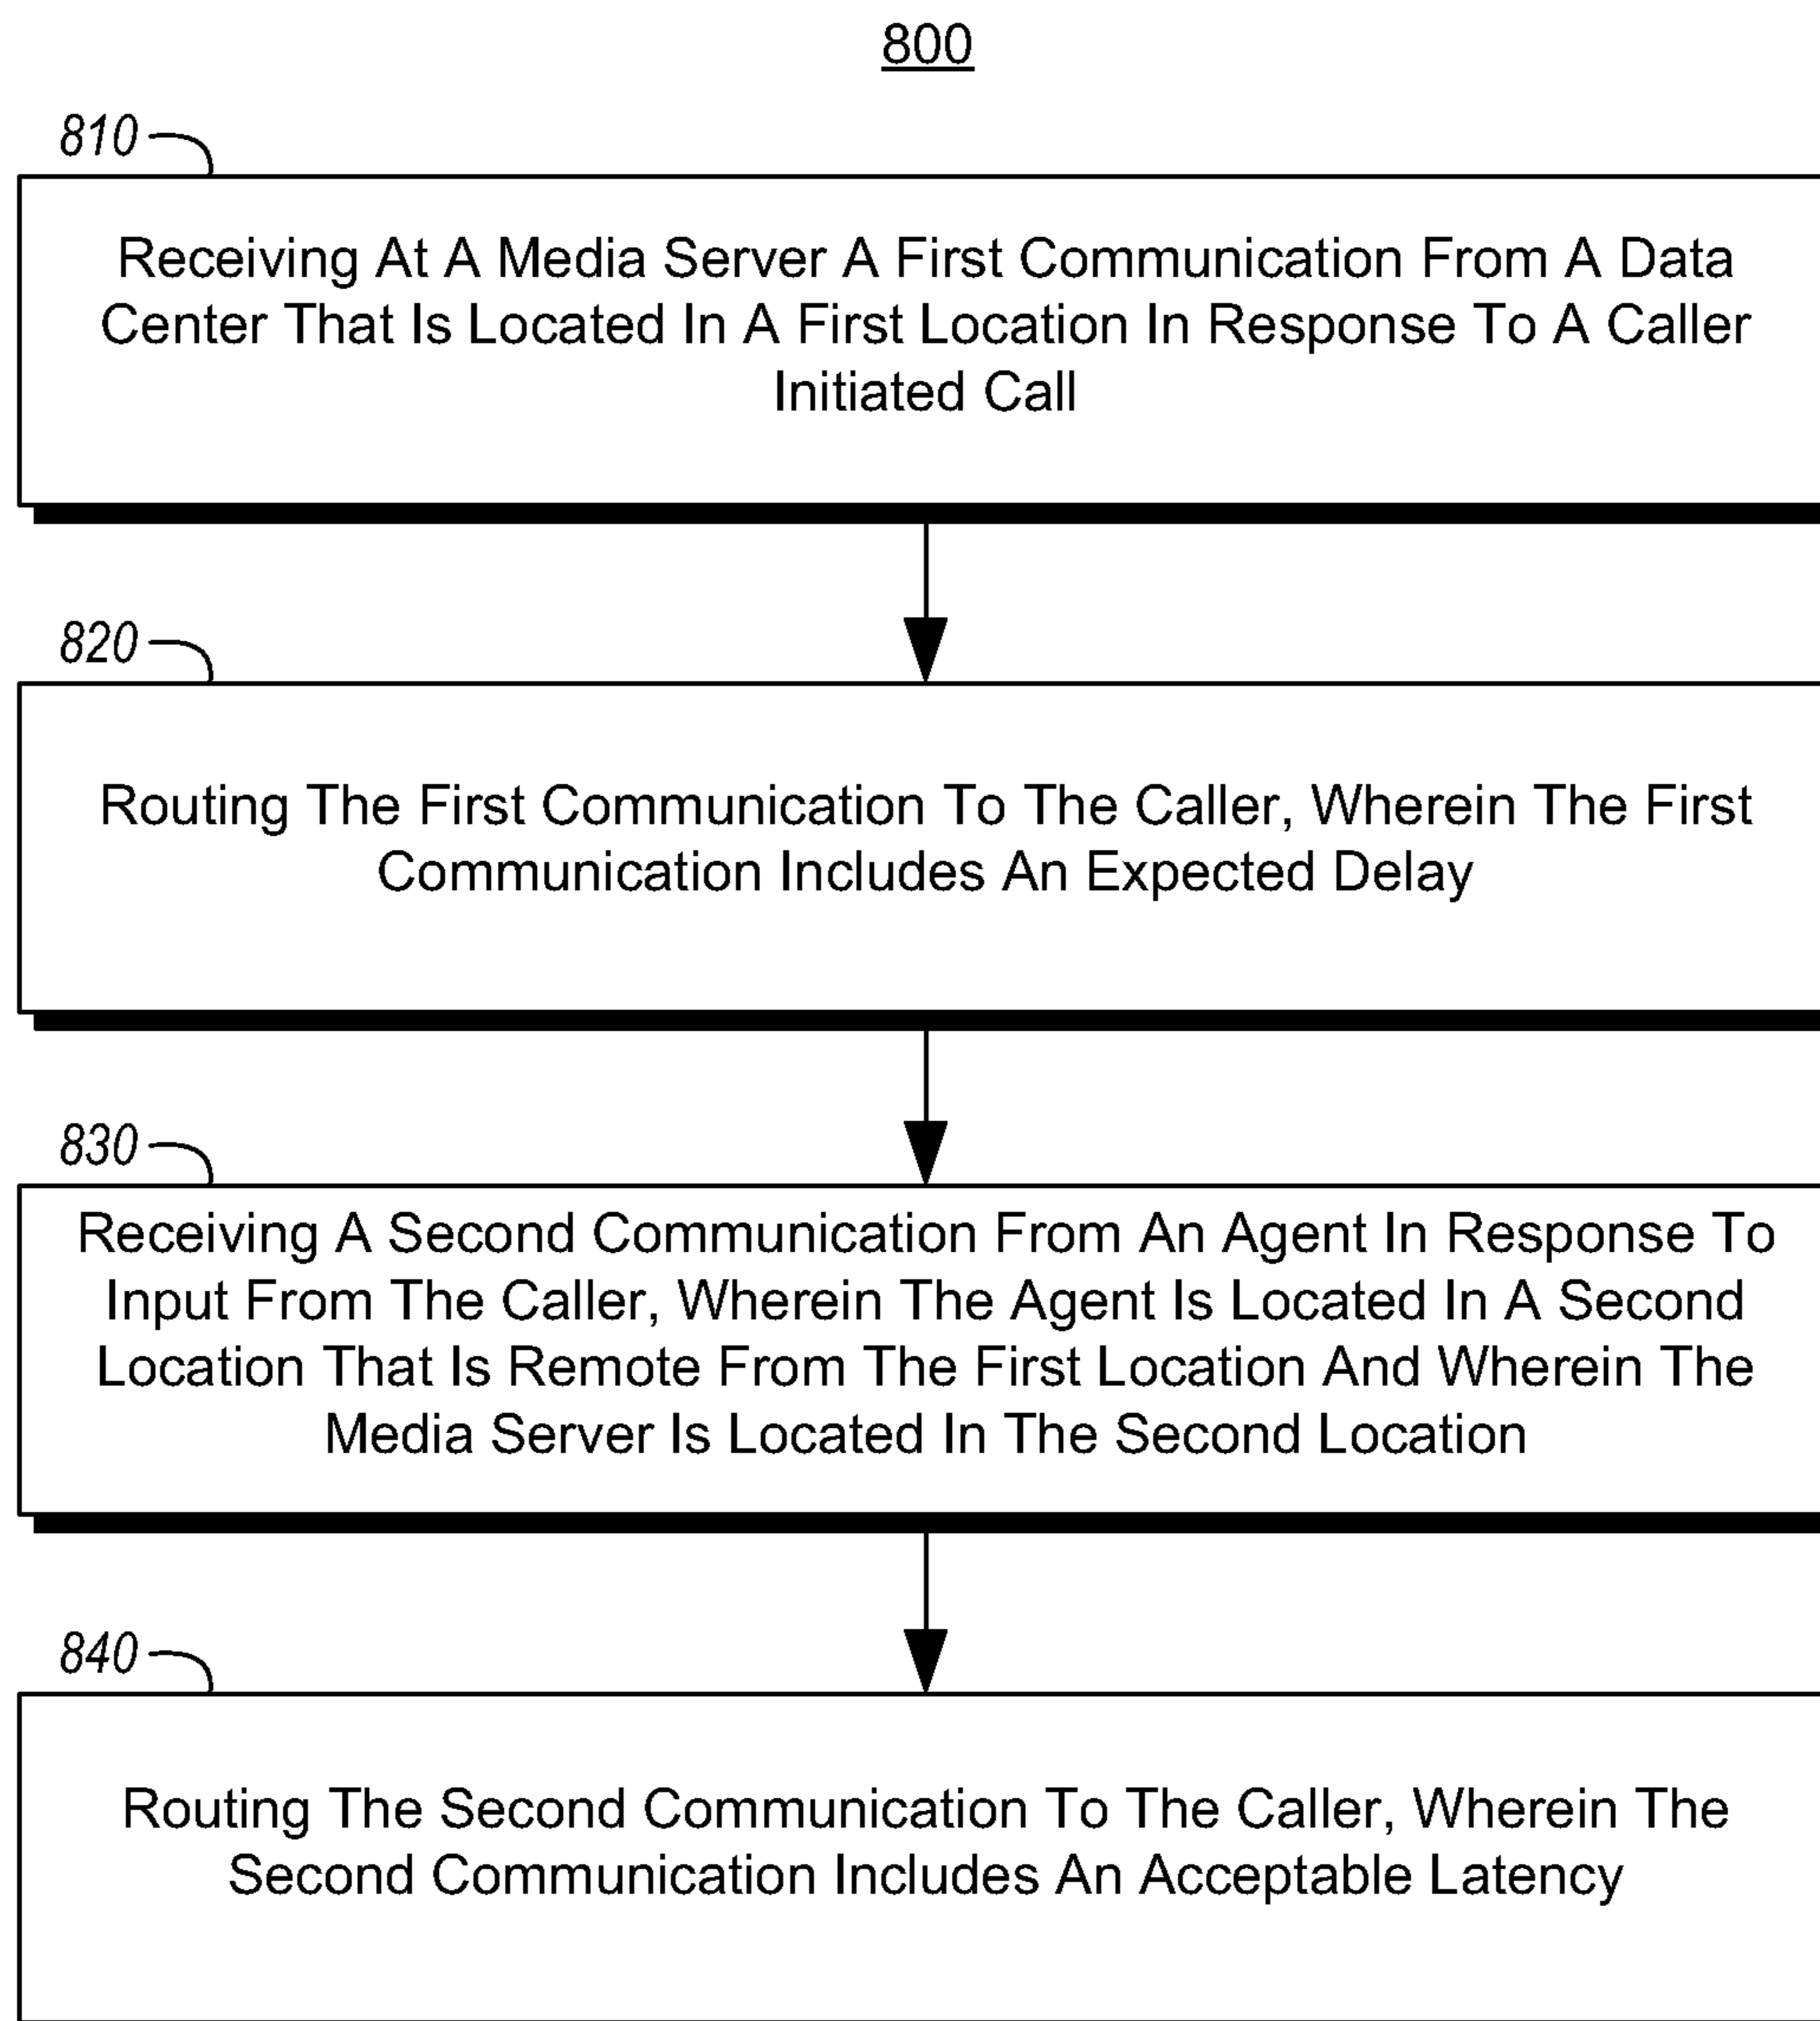 800
810
Receiving At A Media Server A First Communication From A Data
Center That Is Located In A First Location In Response To A Caller
Initiated Call
820
Routing The First Communication To The Caller, Wherein The First
Communication Includes An Expected Delay
830
Receiving A Second Communication From An Agent In Response To
Input From The Caller, Wherein The Agent Is Located In A Second
Location That Is Remote From The First Location And Wherein The
Media Server Is Located In The Second Location
840
Routing The Second Communication To The Caller, Wherein The
Second Communication Includes An Acceptable Latency